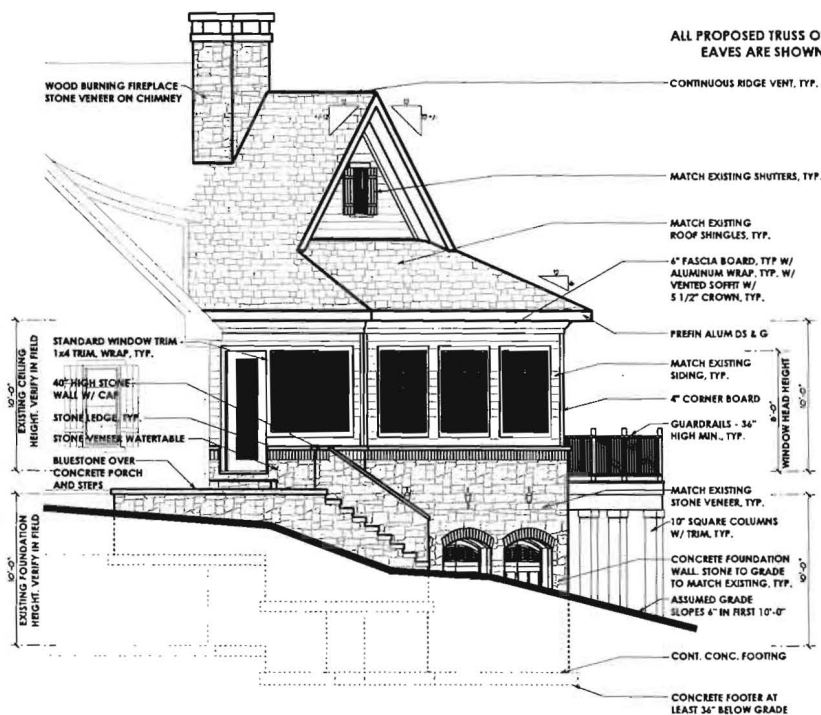 ALL PROPOSED TRUSS O
EAVES ARE SHOWN
WOOD BURNING FIREPLACE
STONE VENEER ON CHIMNEY
CONTINUOUS RIDGE VENT, TYP.
MATCH EXISTING SHUTTERS, TYP.
MATCH EXISTING
ROOF SHINGLES, TYP.
6" FASCIA BOARD, TYP W/
ALUMINUM WRAP, TYP. W/
VENTED SOFFIT W/
5 1/2" CROWN, TYP.
PREFIN ALUM DS & G
MATCH EXISTING
SIDING, TYP.
4" CORNER BOARD
GUARDRAILS - 36"
HIGH MIN., TYP.
WINDOW HEAD HEIGHT
8'-0"
10'-0"
MATCH EXISTING
STONE VENEER, TYP.
10" SQUARE COLUMNS
W/ TRIM, TYP.
CONCRETE FOUNDATION
WALL. STONE TO GRADE
TO MATCH EXISTING, TYP.
ASSUMED GRADE
SLOPES 6" IN FIRST 10'-0"
10'-0"
CONT. CONC. FOOTING
CONCRETE FOOTER AT
LEAST 36" BELOW GRADE
STANDARD WINDOW TRIM -
1x4 TRIM, WRAP, TYP.
40" HIGH STONE
WALL W/ CAP
STONE LEDGE, TYP.
STONE VENEER WATERTABLE
BLUESTONE OVER
CONCRETE PORCH
AND STEPS
10'-0"
EXISTING CEILING
HEIGHT. VERIFY IN FIELD
10'-0"
EXISTING FOUNDATION
HEIGHT. VERIFY IN FIELD